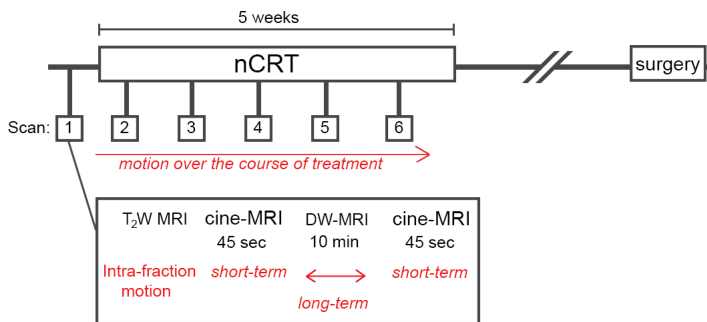 5 weeks
nCRT
surgery
Scan: 1 2 3 4 5 6
motion over the course of treatment
T₂W MRI cine-MRI DW-MRI cine-MRI
45 sec 10 min 45 sec
Intra-fraction short-term short-term
motion
long-term